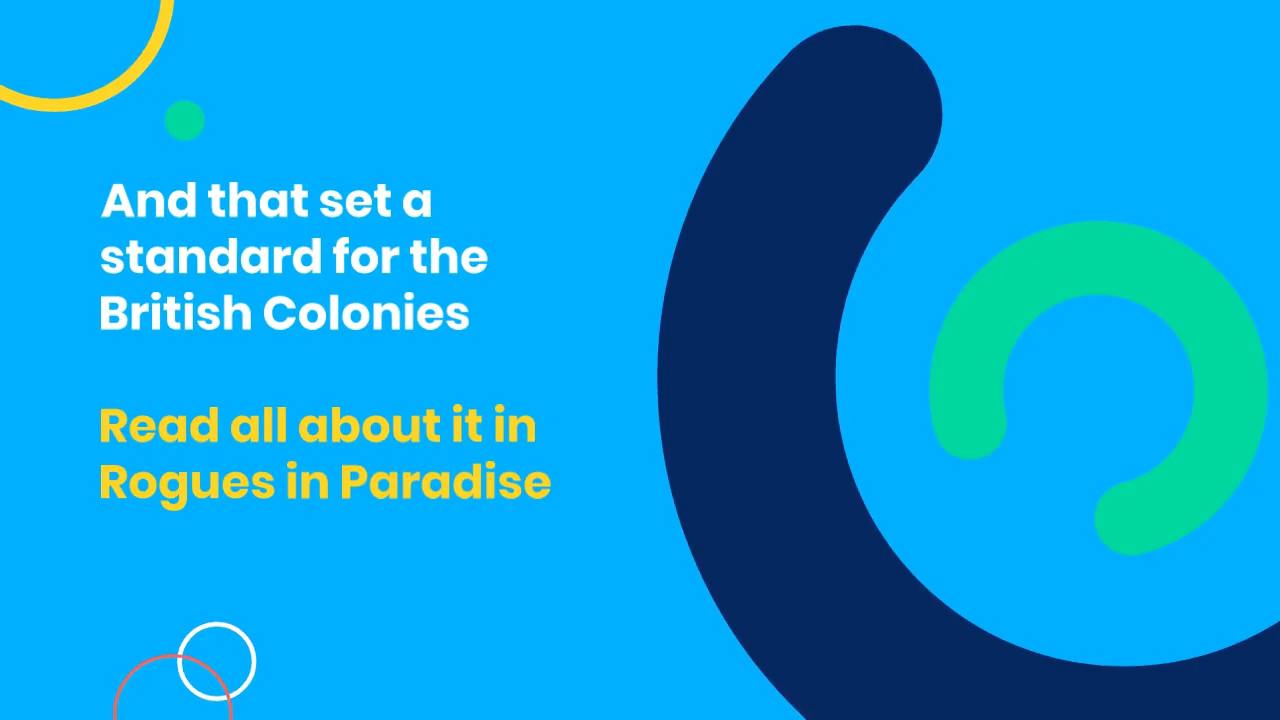 And that set a
standard for the
British Colonies
Read all about it in
Rogues in Paradise